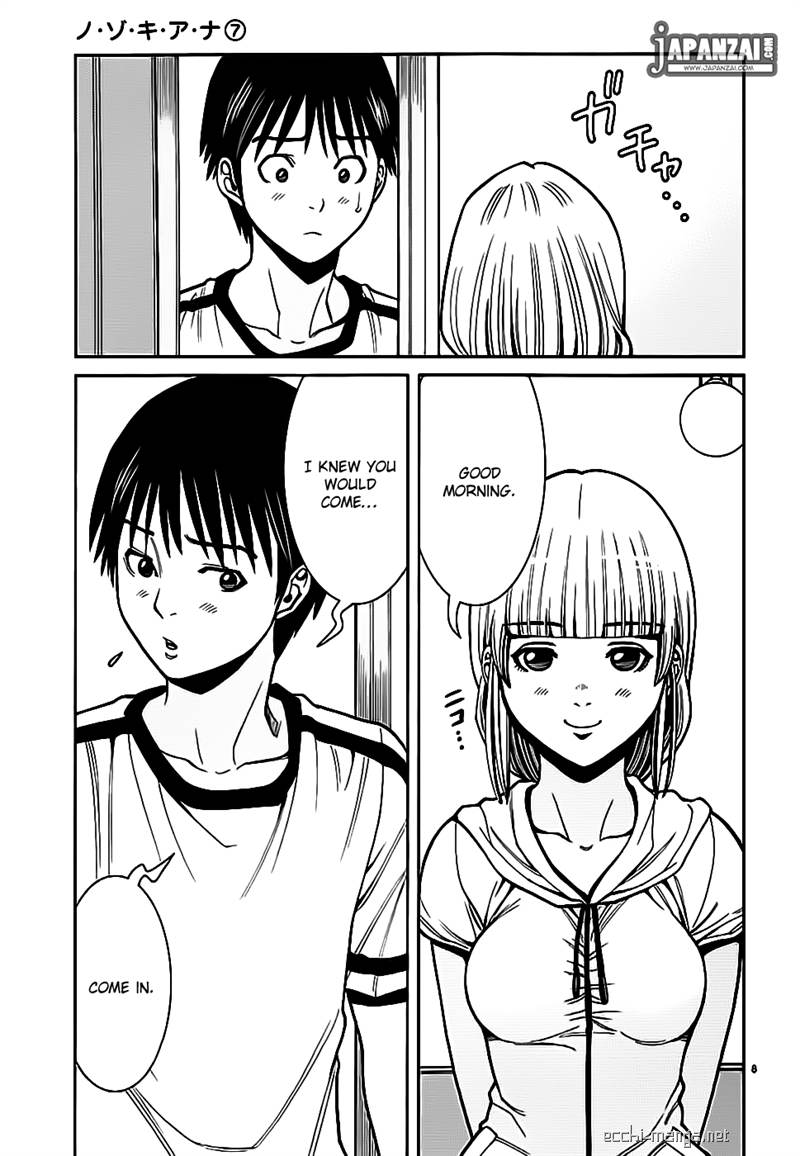 ノ・ゾ・キ・ア・ナ⑦
JAPANZAI.COM
WWW.JAPANZAI.COM
ガチャ...
GOOD
MORNING.
ニコ...
I KNEW YOU
WOULD
COME...
COME IN.
8
ecchi-manga.net